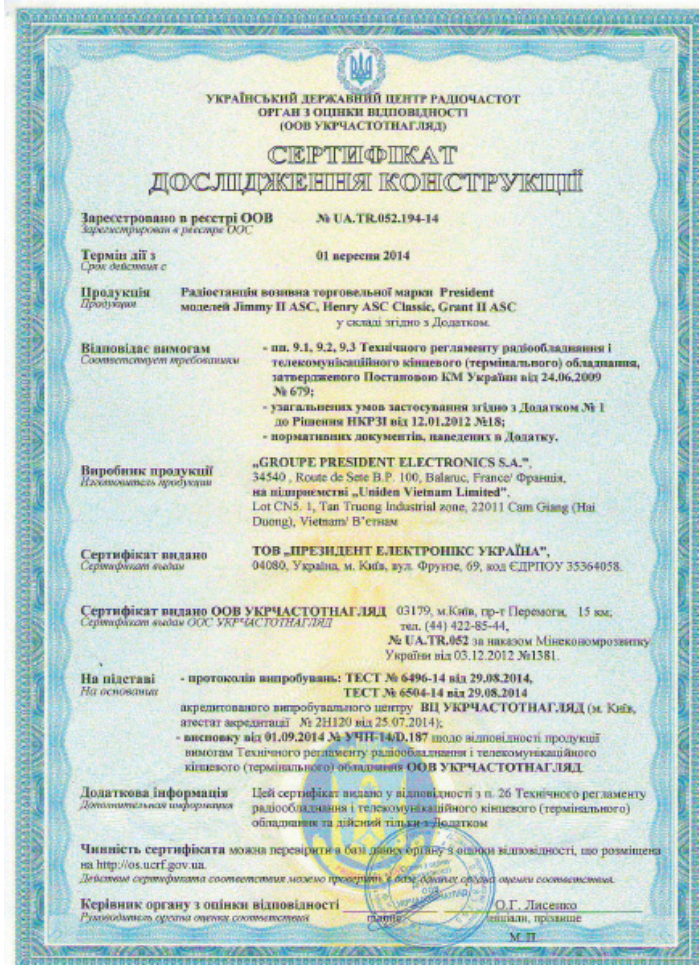 УКРАЇНСЬКИЙ ДЕРЖАВНИЙ ЦЕНТР РАДІОЧАСТОТ
ОРГАН З ОЦІНКИ ВІДПОВІДНОСТІ
(ООВ УКРЧАСТОТНАГЛЯД)
СЕРТИФІКАТ
ДОСЛІДЖЕННЯ КОНСТРУКЦІЇ
Зареєстровано в реєстрі ООВ № UA.TR.052.194-14
Зарегистрирован в реестре ООС
Термін дії з 01 вересня 2014
Срок действия с
Продукція Радіостанція возивна торговельної марки President
Продукция моделей Jimmy II ASC, Henry ASC Classic, Grant II ASC
у складі згідно з Додатком.
Відповідає вимогам - пп. 9.1, 9.2, 9.3 Технічного регламенту радіообладнання і
Соответствует требованиям телекомунікаційного кінцевого (термінального) обладнання,
затвердженого Постановою КМ України від 24.06.2009
№ 679;
- узагальнених умов застосування згідно з Додатком № 1
до Рішення НКРЗІ від 12.01.2012 №18;
- нормативних документів, наведених в Додатку.
Виробник продукції „GROUPE PRESIDENT ELECTRONICS S.A.”,
Изготовитель продукции 34540 , Route de Sete B.P. 100, Balaruc, France/ Франція,
на підприємстві „Uniden Vietnam Limited”,
Lot CN5. 1, Tan Truong Industrial zone, 22011 Cam Giang (Hai
Duong), Vietnam/ В’єтнам
Сертифікат видано ТОВ „ПРЕЗИДЕНТ ЕЛЕКТРОНІКС УКРАЇНА”,
Сертификат выдан 04080, Україна, м. Київ, вул. Фрунзе, 69, код ЄДРПОУ 35364058.
Сертифікат видано ООВ УКРЧАСТОТНАГЛЯД 03179, м.Київ, пр-т Перемоги, 15 км;
Сертификат выдан ООС УКРЧАСТОТНАГЛЯД тел. (44) 422-85-44,
№ UA.TR.052 за наказом Мінекономрозвитку
України від 03.12.2012 №1381.
На підставі - протоколів випробувань: ТЕСТ № 6496-14 від 29.08.2014,
На основании ТЕСТ № 6504-14 від 29.08.2014
акредитованого випробувального центру ВЦ УКРЧАСТОТНАГЛЯД (м. Київ,
атестат акредитації № 2Н120 від 25.07.2014);
- висновку від 01.09.2014 № УЧН-14/D.187 щодо відповідності продукції
вимогам Технічного регламенту радіообладнання і телекомунікаційного
кінцевого (термінального) обладнання ООВ УКРЧАСТОТНАГЛЯД.
Додаткова інформація Цей сертифікат видано у відповідності з п. 26 Технічного регламенту
Дополнительная информация радіообладнання і телекомунікаційного кінцевого (термінального)
обладнання та дійсний тільки з Додатком
Чинність сертифіката можна перевірити в базі даних органу з оцінки відповідності, що розміщена
на http://os.ucrf.gov.ua.
Действие сертификата соответствия можно проверить в базе данных органа оценки соответствия.
Керівник органу з оцінки відповідності О.Г. Лисенко
Руководитель органа оценки соответствия ініціали, прізвище
М.П